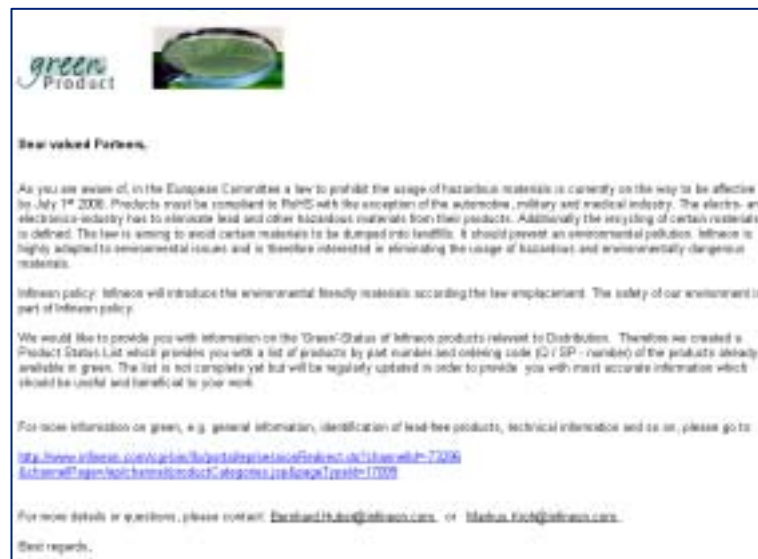 green
Product
Dear valued Partners,
As you are aware of, in the European Committee a law to prohibit the usage of hazardous materials is currently on the way to be affective
by July 1st 2006. Products must be compliant to RoHS with the exception of the automotive, military and medical industry. The electro- an
electronics-industry has to eliminate lead and other hazardous materials from their products. Additionally the recycling of certain materials
is defined. The law is aiming to avoid certain materials to be dumped into landfills. It should prevent an environmental pollution. Infineon is
highly adapted to environmental issues and is therefore interested in eliminating the usage of hazardous and environmentally dangerous
materials.
Infineon policy: Infineon will introduce the environmental friendly materials according the law emplacement. The safety of our environment is
part of Infineon policy.
We would like to provide you with information on the 'Green'-Status of Infineon products relevant to Distribution. Therefore we created a
Product Status List which provides you with a list of products by part number and ordering code (Q / SP - number) of the products already
available in green. The list is not complete yet but will be regularly updated in order to provide you with most accurate information which
should be useful and beneficial to your work.
For more information on green, e.g. general information, identification of lead-free products, technical information and so on, please go to:
For more details or questions, please contact: Bernhard.Huber@infineon.com or
Best regards,